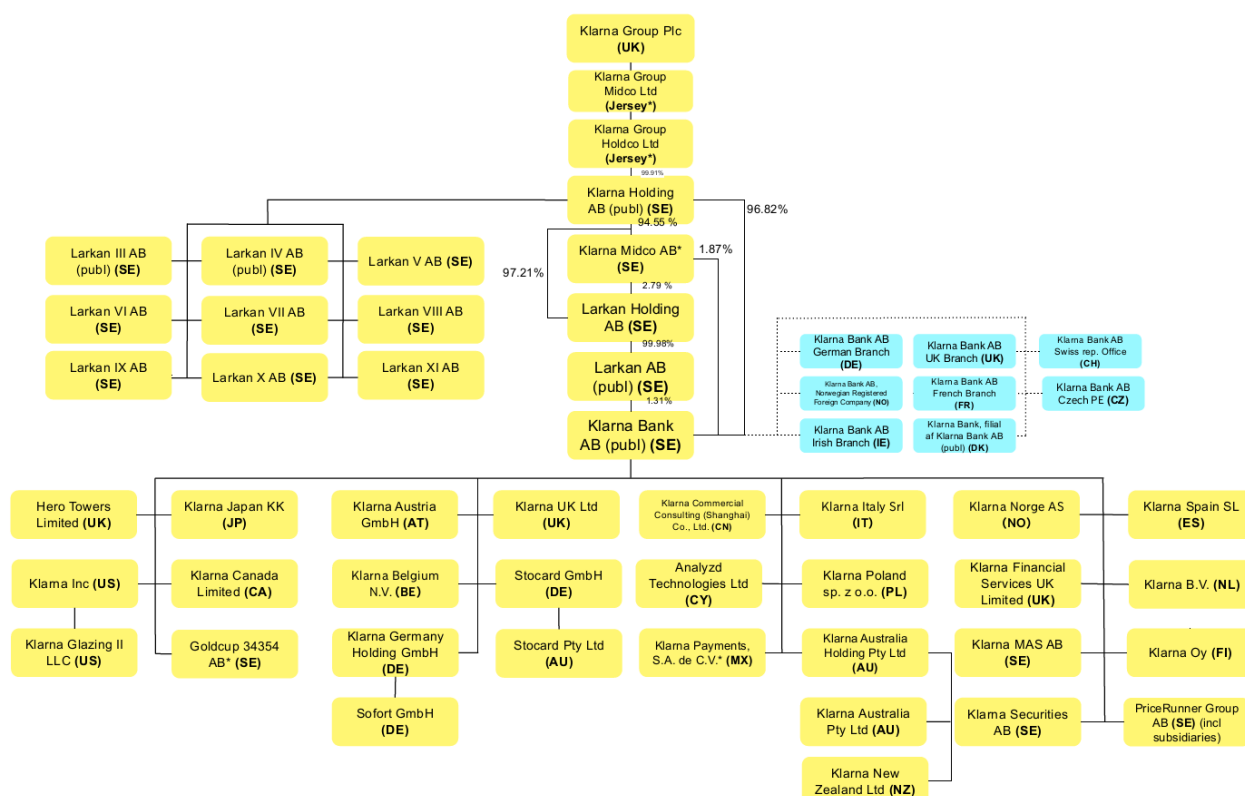 Klarna Group Plc
(UK)
Klarna Group
Midco Ltd
(Jersey*)
Klarna Group
Holdco Ltd
(Jersey*)
99.91%
Klarna Holding
AB (publ) (SE)
96.82%
94.55 %
Klarna Midco AB*
(SE)
1.87%
97.21%
2.79 %
Larkan Holding
AB (SE)
99.98%
Larkan AB
(publ) (SE)
1.31%
Klarna Bank
AB (publ) (SE)
Larkan III AB
(publ) (SE)
Larkan IV AB
(publ) (SE)
Larkan V AB (SE)
Larkan VI AB
(SE)
Larkan VII AB
(SE)
Larkan VIII AB
(SE)
Larkan IX AB
(SE)
Larkan X AB (SE)
Larkan XI AB
(SE)
Klarna Bank AB
German Branch
(DE)
Klarna Bank AB
UK Branch (UK)
Klarna Bank AB
Swiss rep. Office
(CH)
Klarna Bank AB,
Norwegian Registered
Foreign Company (NO)
Klarna Bank AB
French Branch
(FR)
Klarna Bank AB
Czech PE (CZ)
Klarna Bank AB
Irish Branch (IE)
Klarna Bank, filial
af Klarna Bank AB
(publ) (DK)
Hero Towers
Limited (UK)
Klarna Japan KK
(JP)
Klarna Austria
GmbH (AT)
Klarna UK Ltd
(UK)
Klarna Commercial
Consulting (Shanghai)
Co., Ltd. (CN)
Klarna Italy Srl
(IT)
Klarna Norge AS
(NO)
Klarna Spain SL
(ES)
Klarna Inc (US)
Klarna Canada
Limited (CA)
Klarna Belgium
N.V. (BE)
Stocard GmbH
(DE)
Analyzd
Technologies Ltd
(CY)
Klarna Poland
sp. z o.o. (PL)
Klarna Financial
Services UK
Limited (UK)
Klarna B.V. (NL)
Klarna Glazing II
LLC (US)
Goldcup 34354
AB* (SE)
Klarna Germany
Holding GmbH
(DE)
Stocard Pty Ltd
(AU)
Klarna Payments,
S.A. de C.V.* (MX)
Klarna Australia
Holding Pty Ltd
(AU)
Klarna MAS AB
(SE)
Klarna Oy (FI)
Sofort GmbH
(DE)
Klarna Australia
Pty Ltd (AU)
Klarna Securities
AB (SE)
PriceRunner Group
AB (SE) (incl
subsidiaries)
Klarna New
Zealand Ltd (NZ)